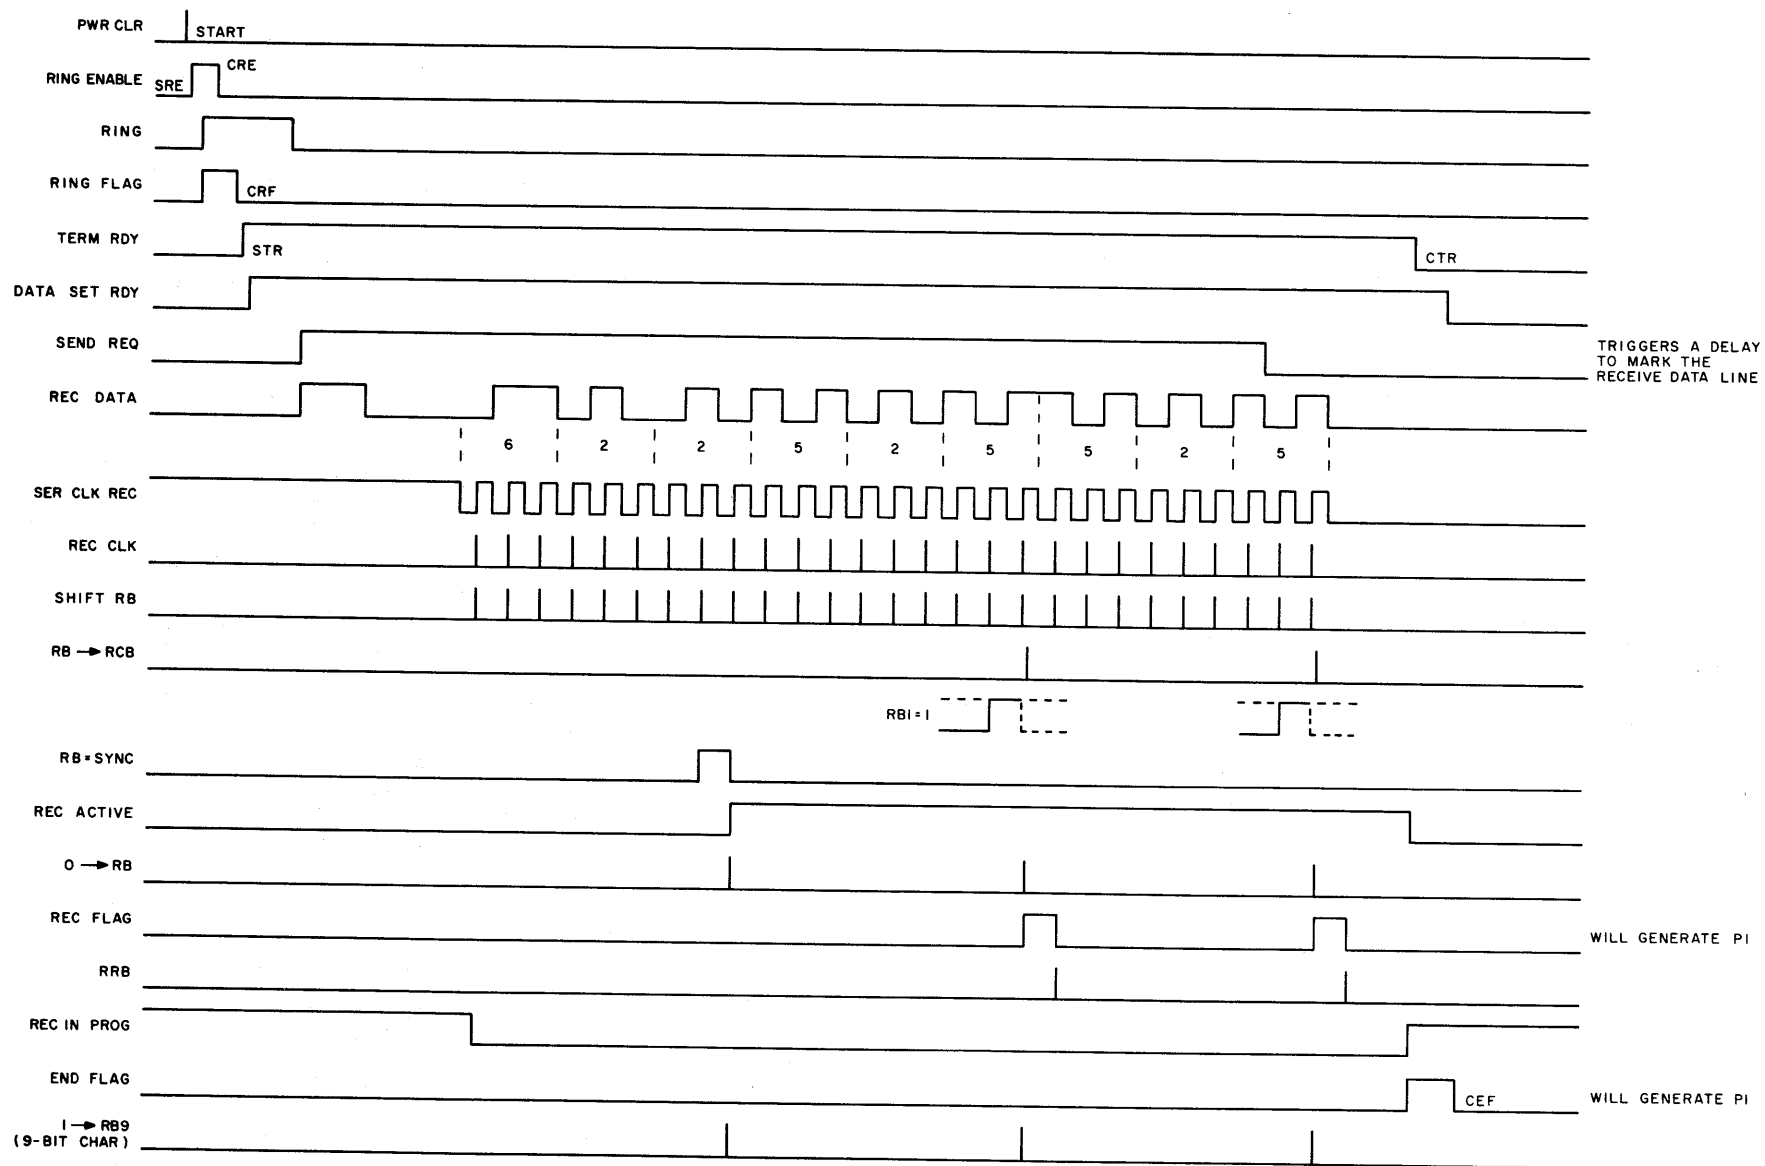 PWR CLR
START
RING ENABLE
SRE
CRE
RING
RING FLAG
CRF
TERM RDY
STR
CTR
DATA SET RDY
SEND REQ
TRIGGERS A DELAY
TO MARK THE
RECEIVE DATA LINE
REC DATA
6 2 2 5 2 5 5 2 5
SER CLK REC
REC CLK
SHIFT RB
RB → RCB
RB1=1
RB=SYNC
REC ACTIVE
0 → RB
REC FLAG
WILL GENERATE PI
RRB
REC IN PROG
END FLAG
CEF
WILL GENERATE PI
1 → RB9
(9-BIT CHAR)